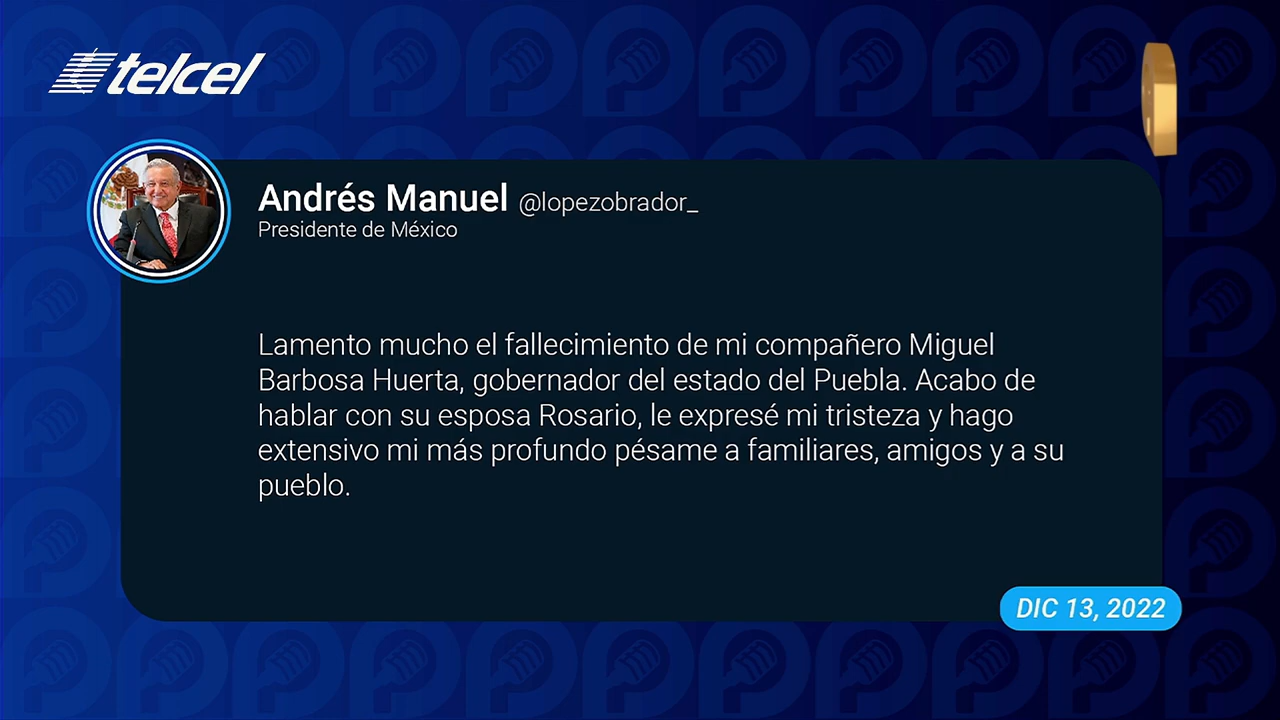 telcel
Andrés Manuel @lopezobrador_
Presidente de México
Lamento mucho el fallecimiento de mi compañero Miguel
Barbosa Huerta, gobernador del estado del Puebla. Acabo de
hablar con su esposa Rosario, le expresé mi tristeza y hago
extensivo mi más profundo pésame a familiares, amigos y a su
pueblo.
DIC 13, 2022